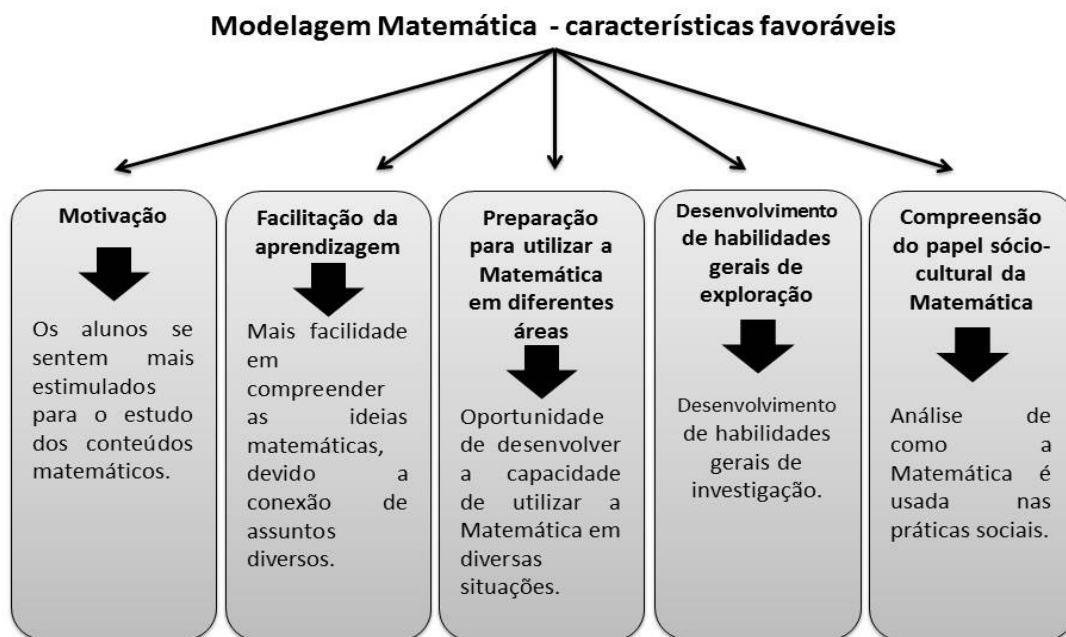 Modelagem Matemática - características favoráveis
Motivação
Os alunos se
sentem mais
estimulados
para o estudo
dos conteúdos
matemáticos.
Facilitação da
aprendizagem
Mais facilidade
em
compreender
as ideias
matemáticas,
devido a
conexão de
assuntos
diversos.
Preparação
para utilizar a
Matemática
em diferentes
áreas
Oportunidade
de desenvolver
a capacidade
de utilizar a
Matemática em
diversas
situações.
Desenvolvimento
de habilidades
gerais de
exploração
Desenvolvimento
de habilidades
gerais de
investigação.
Compreensão
do papel sócio-
cultural da
Matemática
Análise de
como a
Matemática é
usada nas
práticas sociais.